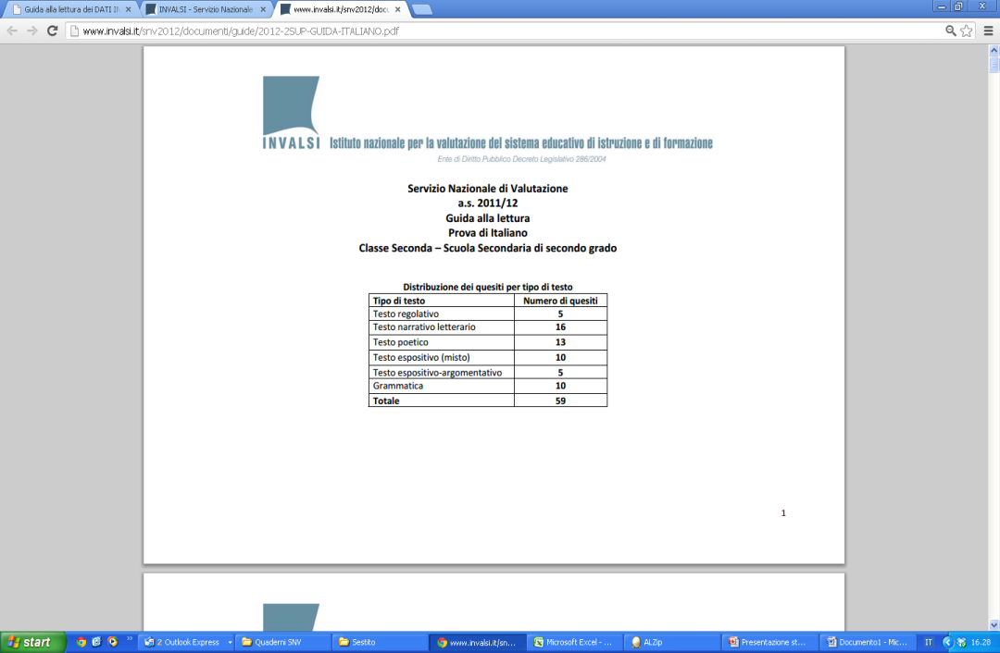 Guida alla lettura dei DATI IN
INVALSI - Servizio Nazionale
www.invalsi.it/snv2012/docu
www.invalsi.it/snv2012/documenti/guide/2012-2SUP-GUIDA-ITALIANO.pdf
INVALSI Istituto nazionale per la valutazione del sistema educativo di istruzione e di formazione
Ente di Diritto Pubblico Decreto Legislativo 286/2004
Servizio Nazionale di Valutazione
a.s. 2011/12
Guida alla lettura
Prova di Italiano
Classe Seconda – Scuola Secondaria di secondo grado
Distribuzione dei quesiti per tipo di testo
Tipo di testo Numero di quesiti
Testo regolativo 5
Testo narrativo letterario 16
Testo poetico 13
Testo espositivo (misto) 10
Testo espositivo-argomentativo 5
Grammatica 10
Totale 59
1
start
2 Outlook Express
Quaderni SNV
Sestito
www.invalsi.it/sn...
Microsoft Excel - ...
ALZip
Presentazione st...
Documento1 - Mic...
IT
16.28